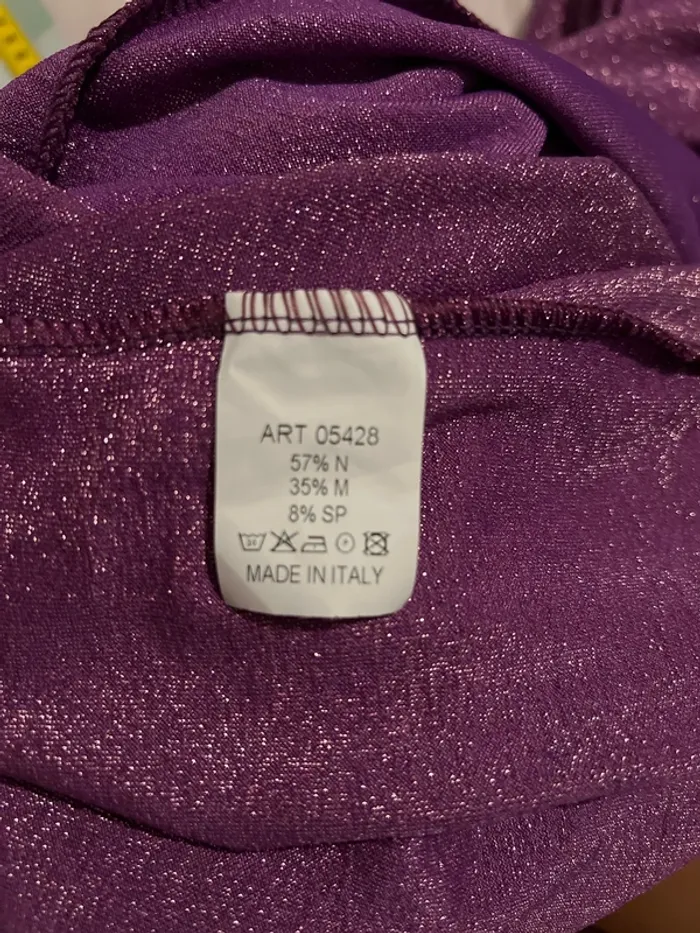 ART 05428
57% N
35% M
8% SP
MADE IN ITALY